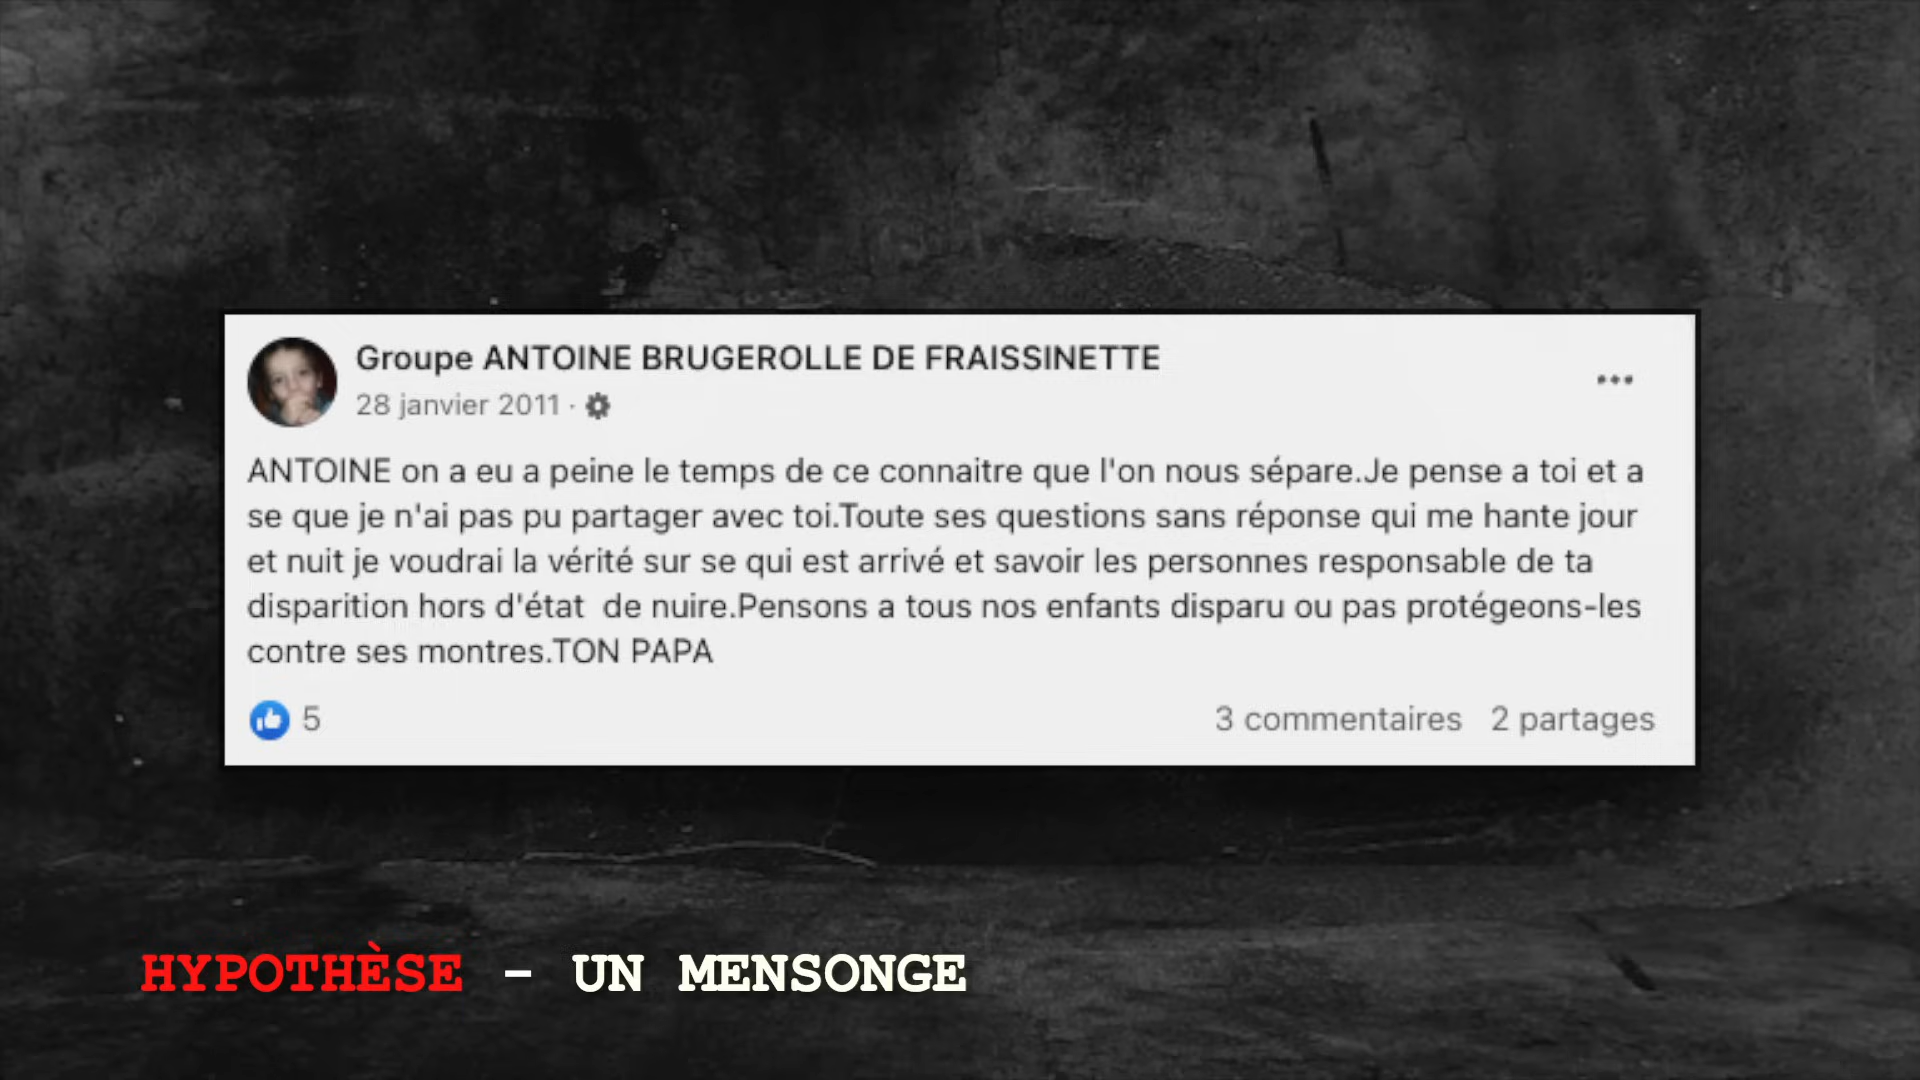 Groupe ANTOINE BRUGEROLLE DE FRAISSINETTE
28 janvier 2011 ·
ANTOINE on a eu a peine le temps de ce connaitre que l'on nous sépare.Je pense a toi et a
se que je n'ai pas pu partager avec toi.Toute ses questions sans réponse qui me hante jour
et nuit je voudrai la vérité sur se qui est arrivé et savoir les personnes responsable de ta
disparition hors d'état  de nuire.Pensons a tous nos enfants disparu ou pas protégeons-les
contre ses montres.TON PAPA
5
3 commentaires 2 partages
HYPOTHÈSE - UN MENSONGE